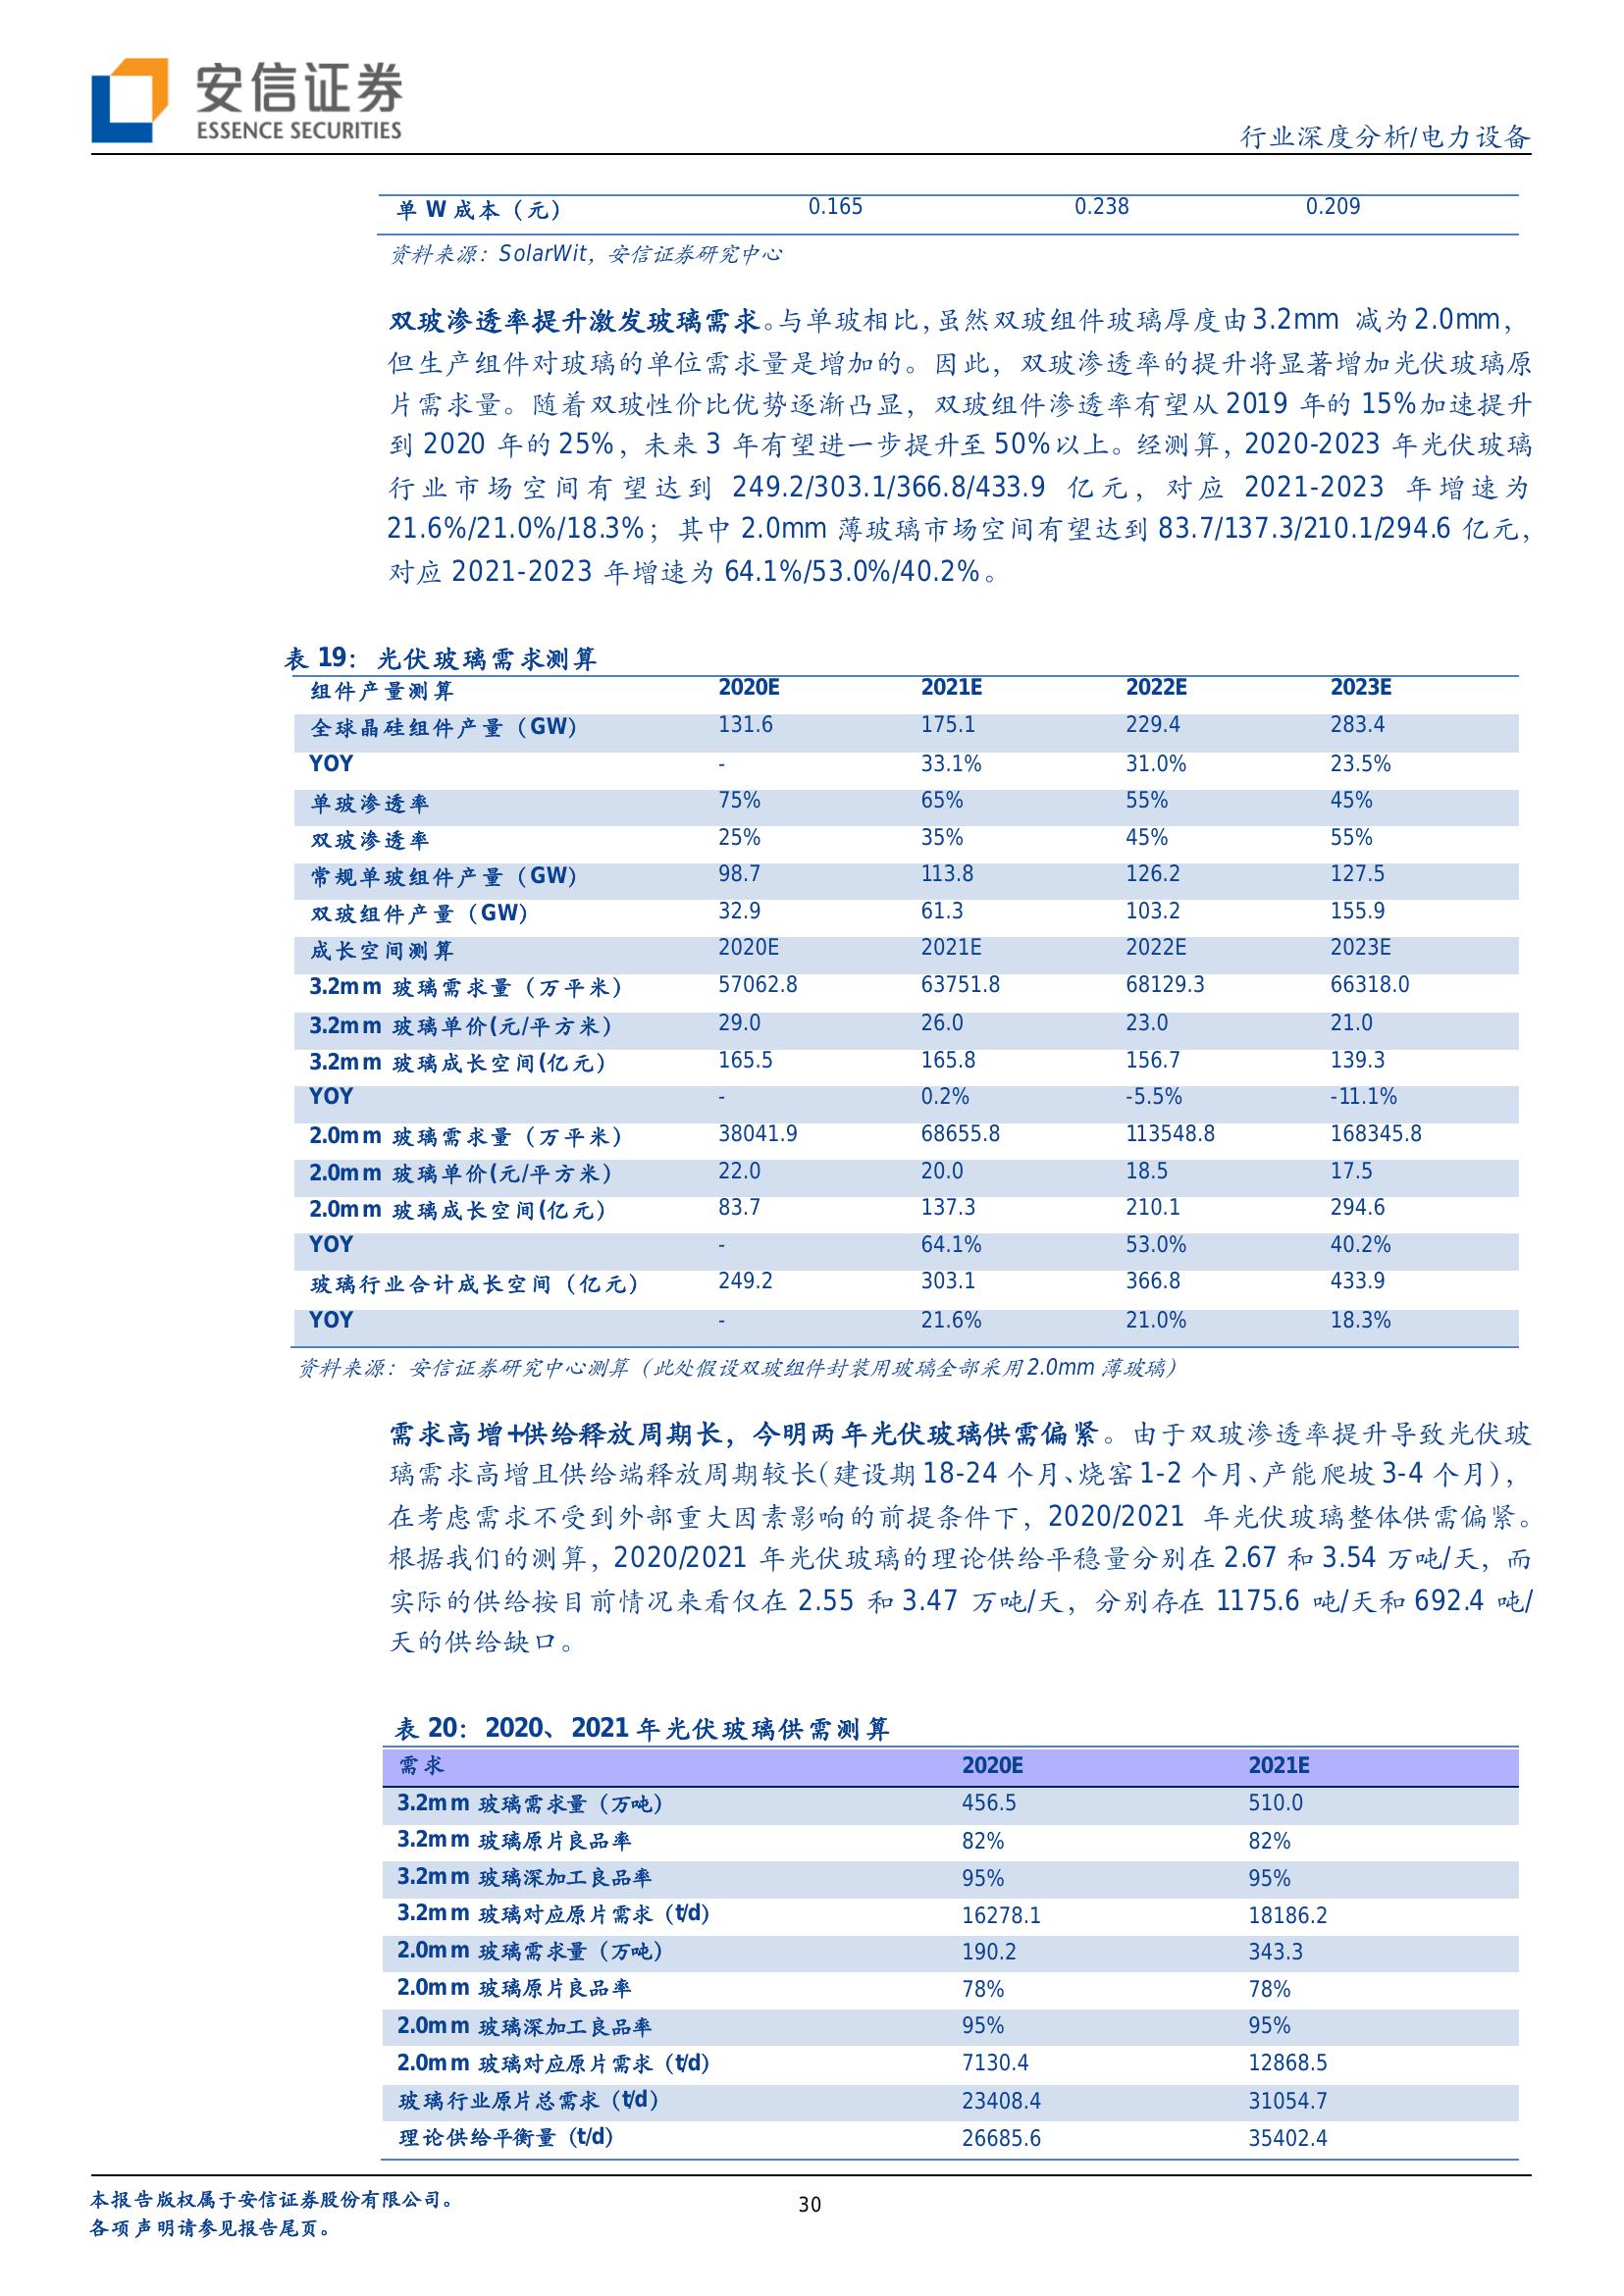 安信证券
ESSENCE SECURITIES
行业深度分析/电力设备
单 W 成本（元） 0.165 0.238 0.209
资料来源：SolarWit，安信证券研究中心
双玻渗透率提升激发玻璃需求。与单玻相比，虽然双玻组件玻璃厚度由 3.2mm 减为 2.0mm，
但生产组件对玻璃的单位需求量是增加的。因此，双玻渗透率的提升将显著增加光伏玻璃原
片需求量。随着双玻性价比优势逐渐凸显，双玻组件渗透率有望从 2019 年的 15%加速提升
到 2020 年的 25%，未来 3 年有望进一步提升至 50%以上。经测算，2020-2023 年光伏玻璃
行业市场空间有望达到 249.2/303.1/366.8/433.9 亿元，对应 2021-2023 年增速为
21.6%/21.0%/18.3%；其中 2.0mm 薄玻璃市场空间有望达到 83.7/137.3/210.1/294.6 亿元，
对应 2021-2023 年增速为 64.1%/53.0%/40.2%。
表 19：光伏玻璃需求测算
组件产量测算 2020E 2021E 2022E 2023E
全球晶硅组件产量（GW） 131.6 175.1 229.4 283.4
YOY - 33.1% 31.0% 23.5%
单玻渗透率 75% 65% 55% 45%
双玻渗透率 25% 35% 45% 55%
常规单玻组件产量（GW） 98.7 113.8 126.2 127.5
双玻组件产量（GW） 32.9 61.3 103.2 155.9
成长空间测算 2020E 2021E 2022E 2023E
3.2mm 玻璃需求量（万平米） 57062.8 63751.8 68129.3 66318.0
3.2mm 玻璃单价(元/平方米） 29.0 26.0 23.0 21.0
3.2mm 玻璃成长空间(亿元） 165.5 165.8 156.7 139.3
YOY - 0.2% -5.5% -11.1%
2.0mm 玻璃需求量（万平米） 38041.9 68655.8 113548.8 168345.8
2.0mm 玻璃单价(元/平方米） 22.0 20.0 18.5 17.5
2.0mm 玻璃成长空间(亿元） 83.7 137.3 210.1 294.6
YOY - 64.1% 53.0% 40.2%
玻璃行业合计成长空间（亿元） 249.2 303.1 366.8 433.9
YOY - 21.6% 21.0% 18.3%
资料来源：安信证券研究中心测算（此处假设双玻组件封装用玻璃全部采用 2.0mm 薄玻璃）
需求高增+供给释放周期长，今明两年光伏玻璃供需偏紧。由于双玻渗透率提升导致光伏玻
璃需求高增且供给端释放周期较长（建设期 18-24 个月、烧窑 1-2 个月、产能爬坡 3-4 个月），
在考虑需求不受到外部重大因素影响的前提条件下，2020/2021 年光伏玻璃整体供需偏紧。
根据我们的测算，2020/2021 年光伏玻璃的理论供给平稳量分别在 2.67 和 3.54 万吨/天，而
实际的供给按目前情况来看仅在 2.55 和 3.47 万吨/天，分别存在 1175.6 吨/天和 692.4 吨/
天的供给缺口。
表 20：2020、2021 年光伏玻璃供需测算
需求 2020E 2021E
3.2mm 玻璃需求量（万吨） 456.5 510.0
3.2mm 玻璃原片良品率 82% 82%
3.2mm 玻璃深加工良品率 95% 95%
3.2mm 玻璃对应原片需求（t/d） 16278.1 18186.2
2.0mm 玻璃需求量（万吨） 190.2 343.3
2.0mm 玻璃原片良品率 78% 78%
2.0mm 玻璃深加工良品率 95% 95%
2.0mm 玻璃对应原片需求（t/d） 7130.4 12868.5
玻璃行业原片总需求（t/d） 23408.4 31054.7
理论供给平衡量（t/d） 26685.6 35402.4
本报告版权属于安信证券股份有限公司。
各项声明请参见报告尾页。
30